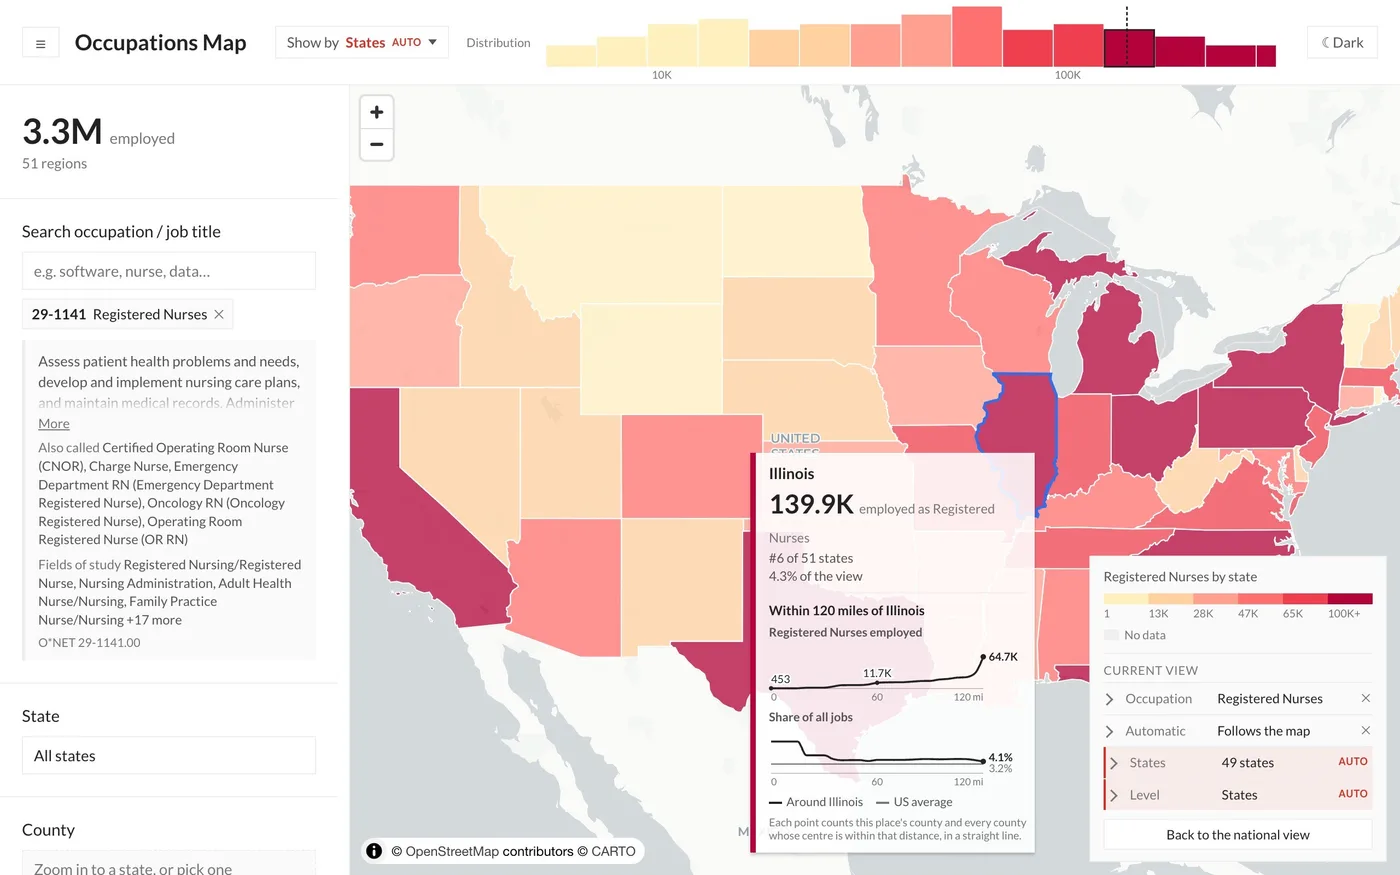 ≡
Occupations Map
Show by States AUTO ▼
Distribution
10K
100K
☾Dark
3.3M employed
51 regions
Search occupation / job title
e.g. software, nurse, data...
29-1141 Registered Nurses ×
Assess patient health problems and needs,
develop and implement nursing care plans,
and maintain medical records. Administer
More
Also called Certified Operating Room Nurse
(CNOR), Charge Nurse, Emergency
Department RN (Emergency Department
Registered Nurse), Oncology RN (Oncology
Registered Nurse), Operating Room
Registered Nurse (OR RN)
Fields of study Registered Nursing/Registered
Nurse, Nursing Administration, Adult Health
Nurse/Nursing, Family Practice
Nurse/Nursing +17 more
O*NET 29-1141.00
State
All states
County
Zoom in to a state, or pick one
+
−
UNITED
STATES
Illinois
139.9K employed as Registered
Nurses
#6 of 51 states
4.3% of the view
Within 120 miles of Illinois
Registered Nurses employed
453
11.7K
64.7K
0
60
120 mi
Share of all jobs
4.1%
3.2%
0
60
120 mi
Around Illinois
US average
Each point counts this place's county and every county
whose centre is within that distance, in a straight line.
M
© OpenStreetMap contributors © CARTO
Registered Nurses by state
1
13K
28K
47K
65K
100K+
No data
CURRENT VIEW
Occupation Registered Nurses ×
Automatic Follows the map ×
States 49 states AUTO
Level States AUTO
Back to the national view